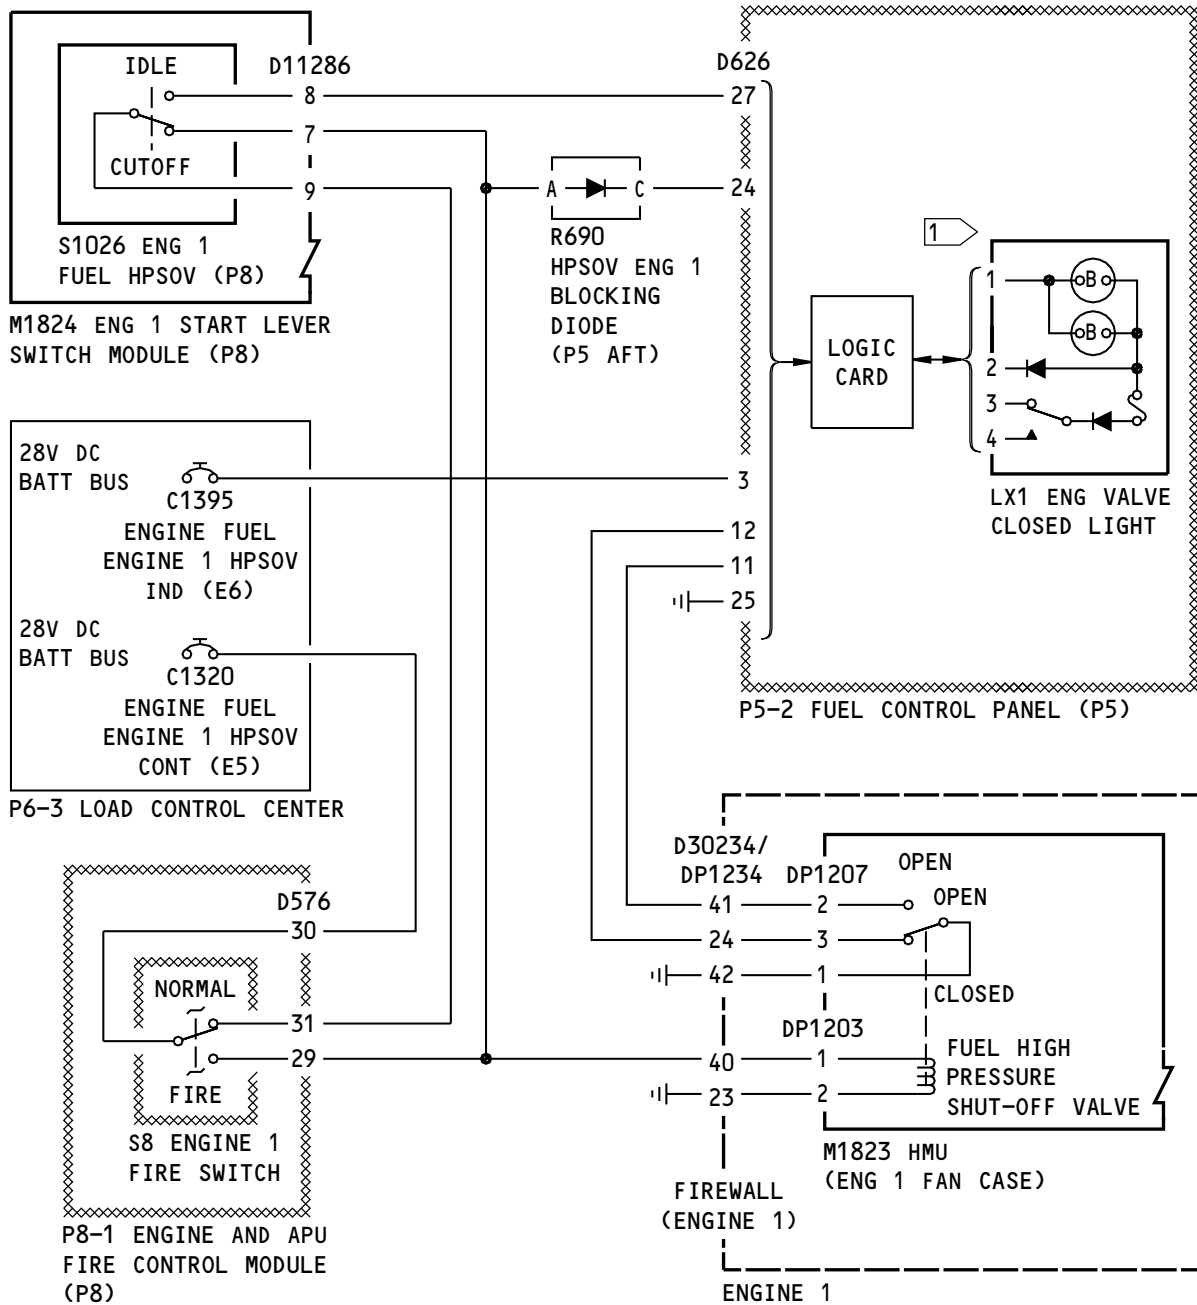 IDLE
CUTOFF
D11286
8
7
9
S1026 ENG 1
FUEL HPSOV (P8)
M1824 ENG 1 START LEVER
SWITCH MODULE (P8)
A
C
R690
HPSOV ENG 1
BLOCKING
DIODE
(P5 AFT)
D626
27
24
3
12
11
25
LOGIC
CARD
1
1
2
3
4
B
B
LX1 ENG VALVE
CLOSED LIGHT
P5-2 FUEL CONTROL PANEL (P5)
28V DC
BATT BUS
C1395
ENGINE FUEL
ENGINE 1 HPSOV
IND (E6)
28V DC
BATT BUS
C1320
ENGINE FUEL
ENGINE 1 HPSOV
CONT (E5)
P6-3 LOAD CONTROL CENTER
D576
30
31
29
NORMAL
FIRE
S8 ENGINE 1
FIRE SWITCH
P8-1 ENGINE AND APU
FIRE CONTROL MODULE
(P8)
D30234/
DP1234
41
24
42
40
23
DP1207
2
3
1
DP1203
1
2
OPEN
OPEN
CLOSED
FUEL HIGH
PRESSURE
SHUT-OFF VALVE
M1823 HMU
(ENG 1 FAN CASE)
FIREWALL
(ENGINE 1)
ENGINE 1